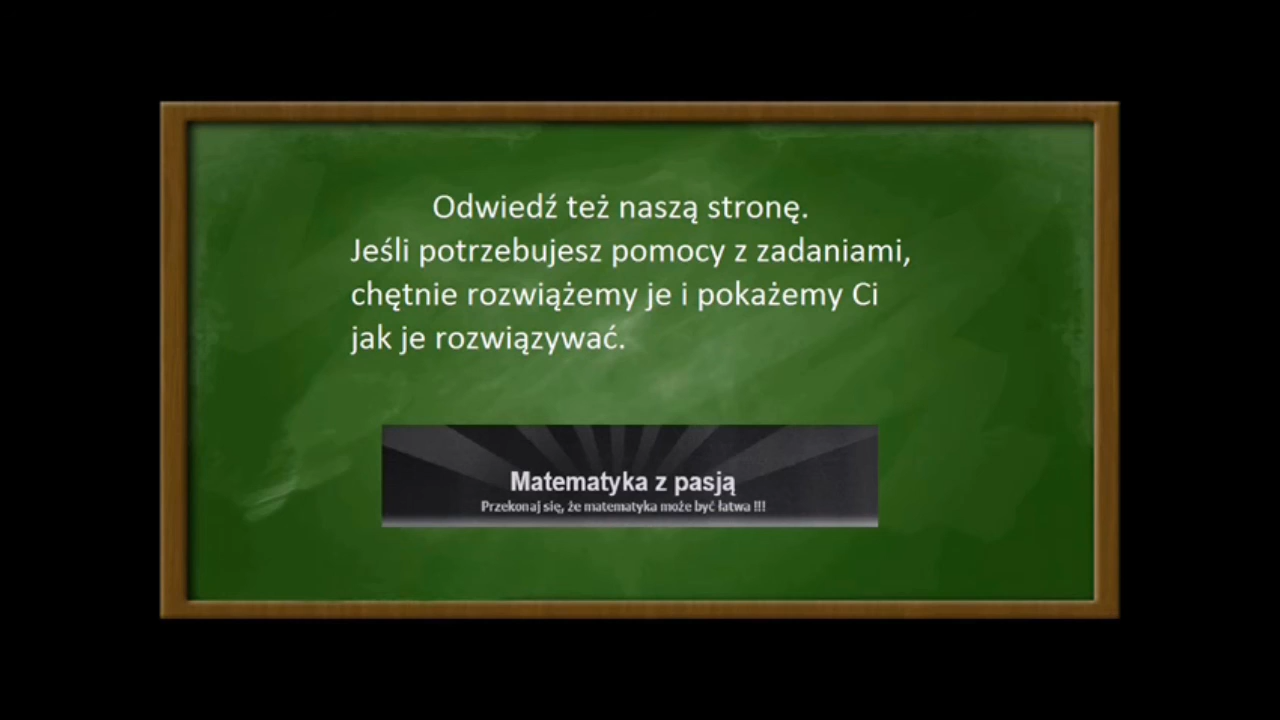 Odwiedź też naszą stronę.
Jeśli potrzebujesz pomocy z zadaniami,
chętnie rozwiążemy je i pokażemy Ci
jak je rozwiązywać.
Matematyka z pasją
Przekonaj się, że matematyka może być łatwa !!!